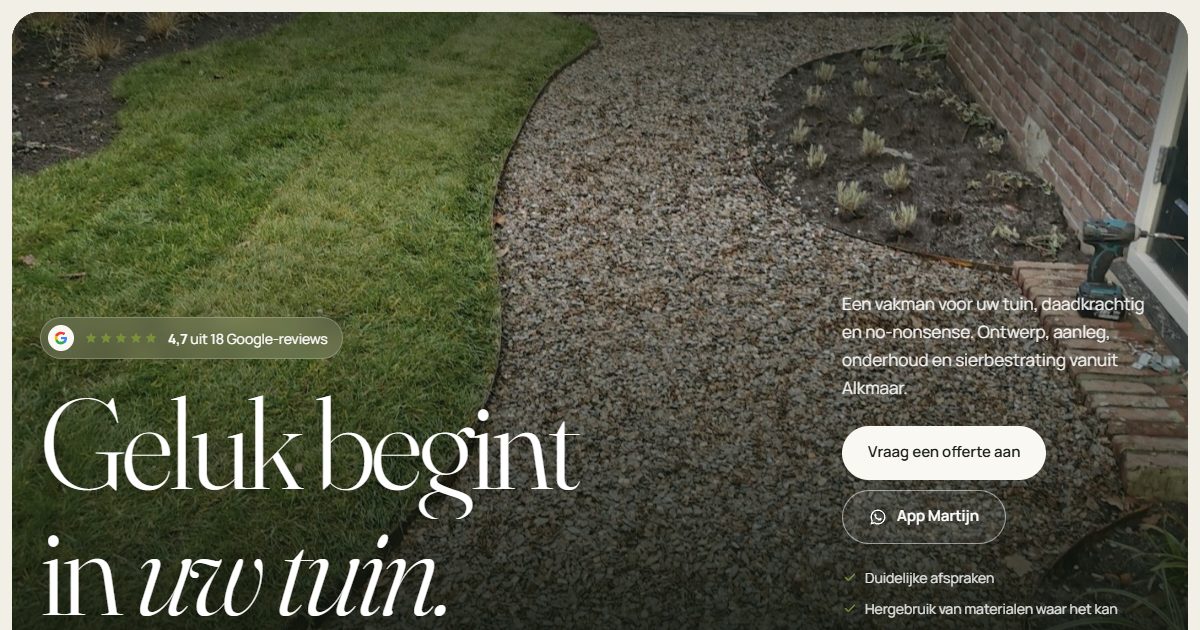 4,7 uit 18 Google-reviews
Geluk begint
in uw tuin.
Een vakman voor uw tuin, daadkrachtig
en no-nonsense. Ontwerp, aanleg,
onderhoud en sierbestrating vanuit
Alkmaar.
Vraag een offerte aan
App Martijn
Duidelijke afspraken
Hergebruik van materialen waar het kan